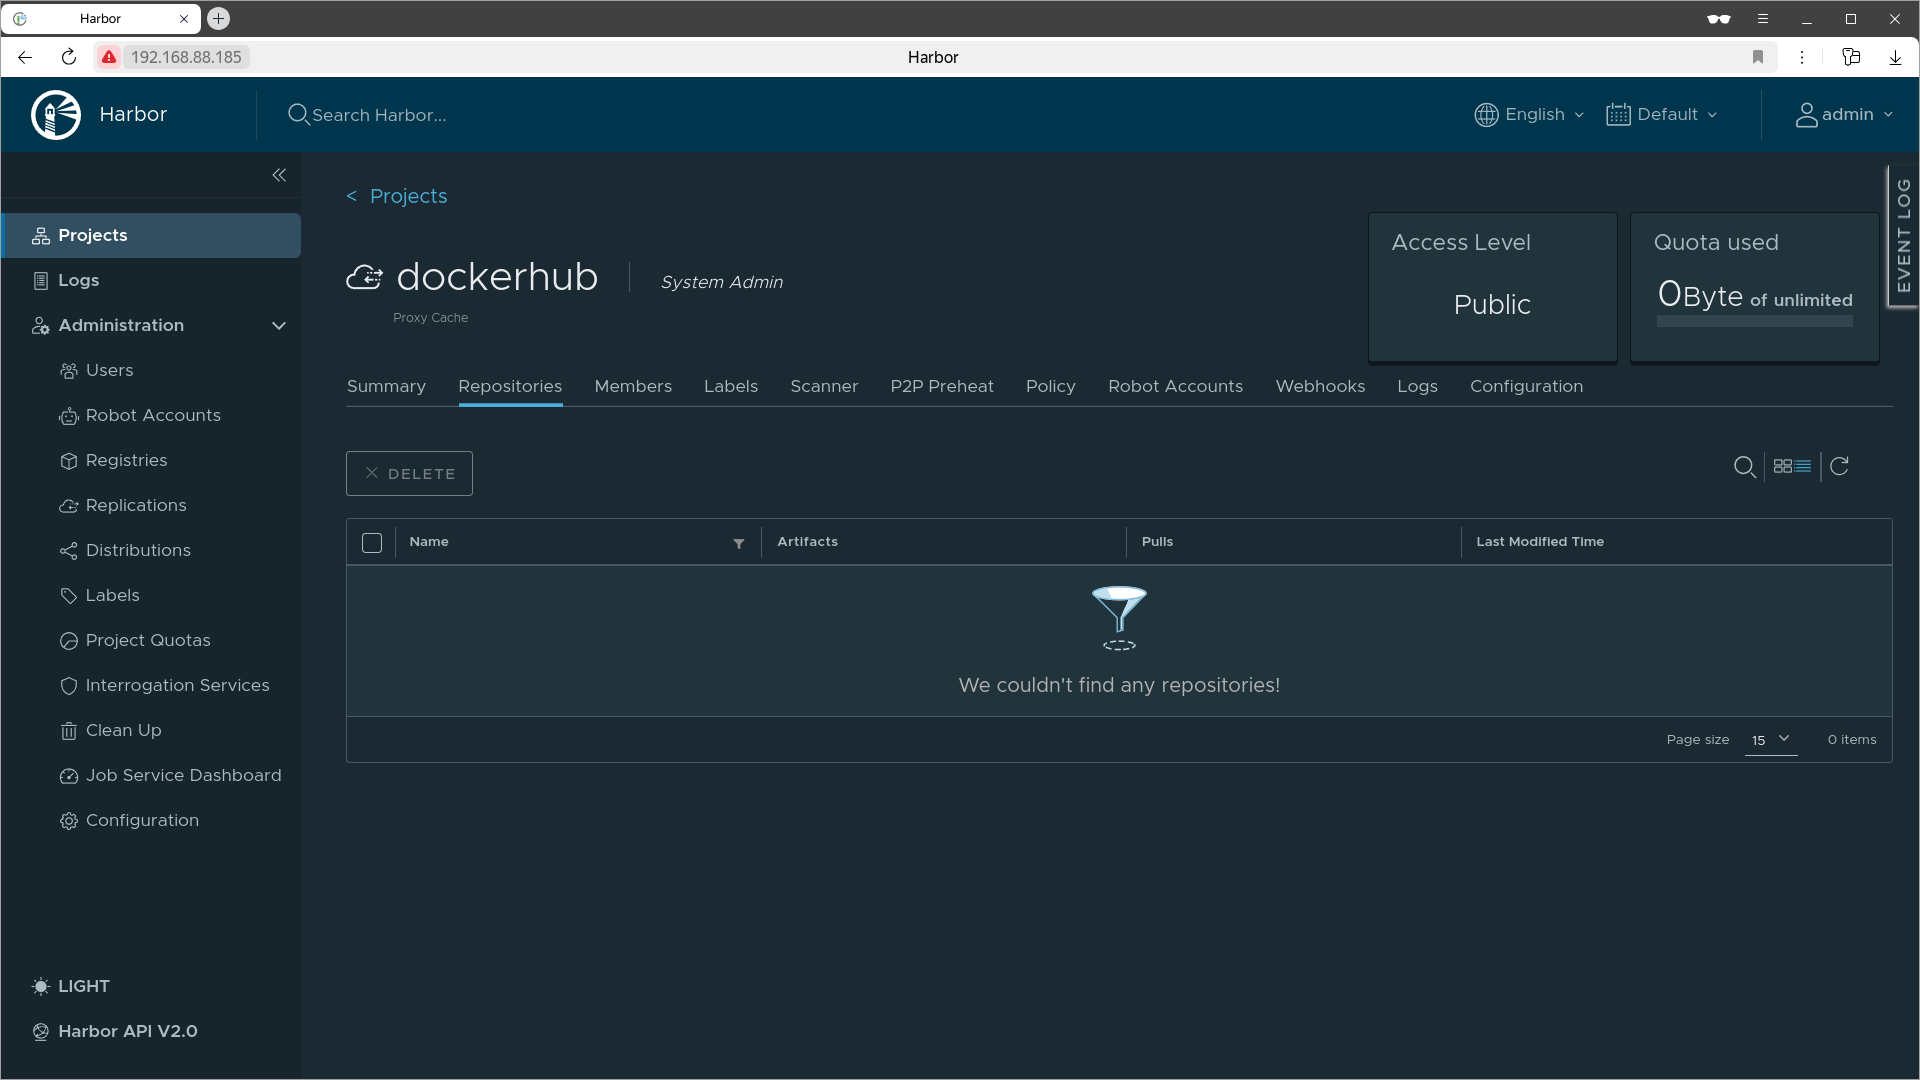 Harbor
192.168.88.185
Harbor
Harbor
Search Harbor...
English
Default
admin
Projects
Logs
Administration
Users
Robot Accounts
Registries
Replications
Distributions
Labels
Project Quotas
Interrogation Services
Clean Up
Job Service Dashboard
Configuration
LIGHT
Harbor API V2.0
< Projects
dockerhub
System Admin
Proxy Cache
Access Level
Public
Quota used
0Byte of unlimited
EVENT LOG
Summary Repositories Members Labels Scanner P2P Preheat Policy Robot Accounts Webhooks Logs Configuration
DELETE
Name Artifacts Pulls Last Modified Time
We couldn't find any repositories!
Page size 15 0 items